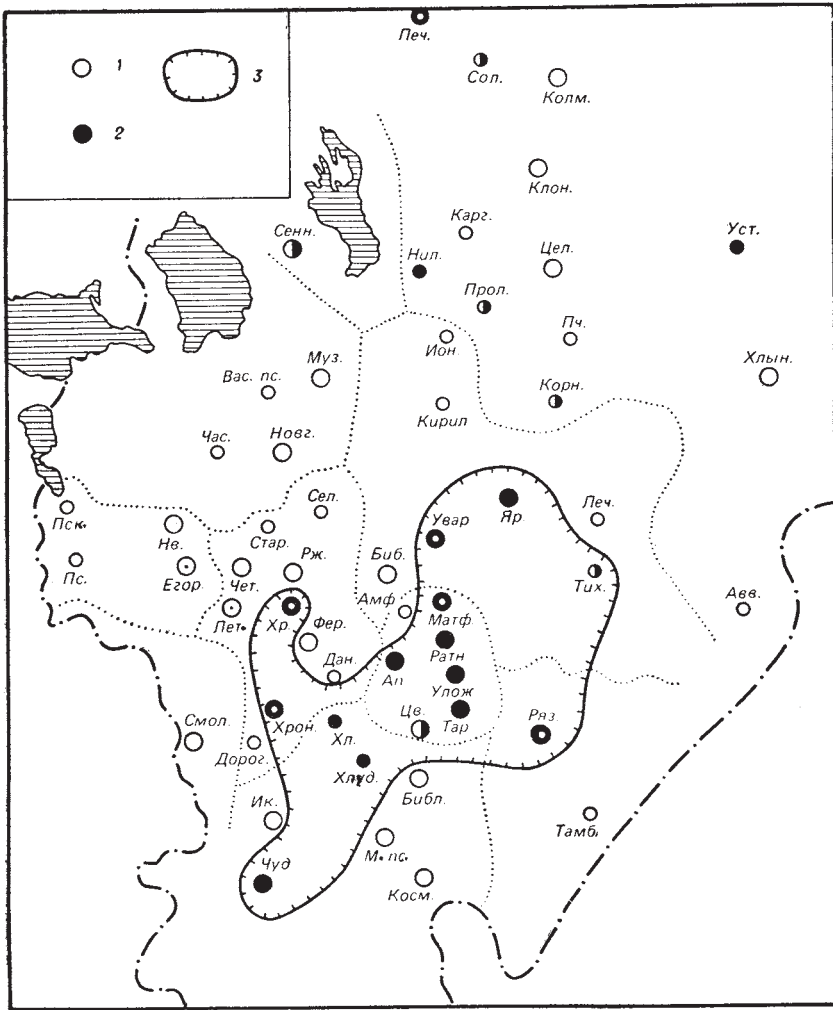 1
3
2
Печ.
Сол.
Колм.
Клон.
Карг.
Уст.
Сенн.
Нил.
Цел.
Прол.
Пч.
Ион.
Муз.
Хлын.
Вас. пс.
Корн.
Кирил
Час.
Новг.
Сел.
Яр.
Леч.
Пск.
Нв.
Стар.
Увар
Рж.
Биб.
Пс.
Егор.
Чет.
Тих.
Амф.
Авв.
Лет.
Хр.
Матф.
Фер.
Ратн
Дан.
Ап
Улож
Смол.
Хрон.
Хл.
Цв.
Тар
Ряз.
Дорог.
Хлуд.
Библ.
Ик.
Тамб.
М. пс.
Чуд
Косм.